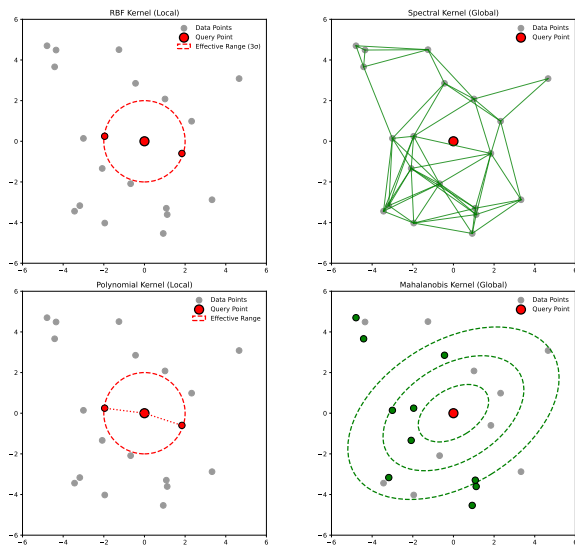 RBF Kernel (Local)
Data Points
Query Point
Effective Range (3σ)
6
4
2
0
−2
−4
−6
−6 −4 −2 0 2 4 6
Spectral Kernel (Global)
Data Points
Query Point
6
4
2
0
−2
−4
−6
−6 −4 −2 0 2 4 6
Polynomial Kernel (Local)
Data Points
Query Point
Effective Range
6
4
2
0
−2
−4
−6
−6 −4 −2 0 2 4 6
Mahalanobis Kernel (Global)
Data Points
Query Point
6
4
2
0
−2
−4
−6
−6 −4 −2 0 2 4 6